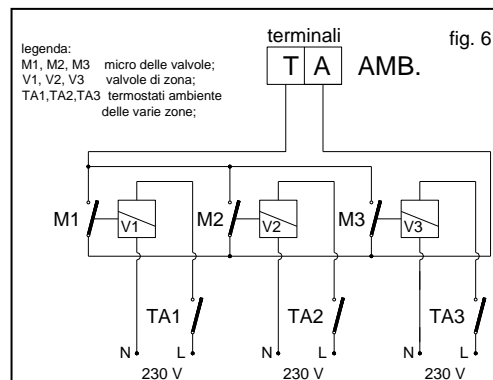 terminali
fig. 6
T A AMB.
legenda:
M1, M2, M3 micro delle valvole;
V1, V2, V3 valvole di zona;
TA1,TA2,TA3 termostati ambiente
delle varie zone;
M1 V1 M2 V2 M3 V3
TA1 TA2 TA3
N L N L N L
230 V 230 V 230 V